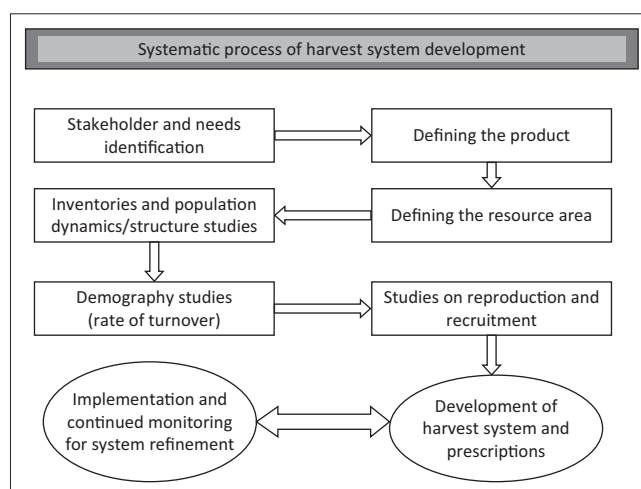 Systematic process of harvest system development
Stakeholder and needs
identification
Defining the product
Inventories and population
dynamics/structure studies
Defining the resource area
Demography studies
(rate of turnover)
Studies on reproduction and
recruitment
Implementation and
continued monitoring
for system refinement
Development of
harvest system and
prescriptions